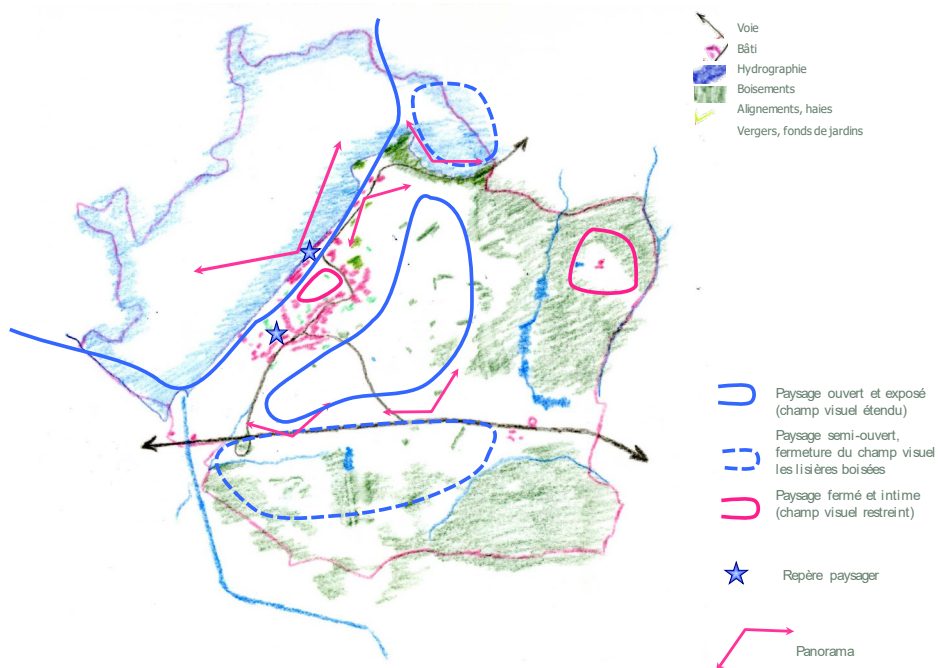 Voie
Bâti
Hydrographie
Boisements
Alignements, haies
Vergers, fonds de jardins
Paysage ouvert et exposé
(champ visuel étendu)
Paysage semi-ouvert,
fermeture du champ visuel
les lisières boisées
Paysage fermé et intime
(champ visuel restreint)
Repère paysager
Panorama